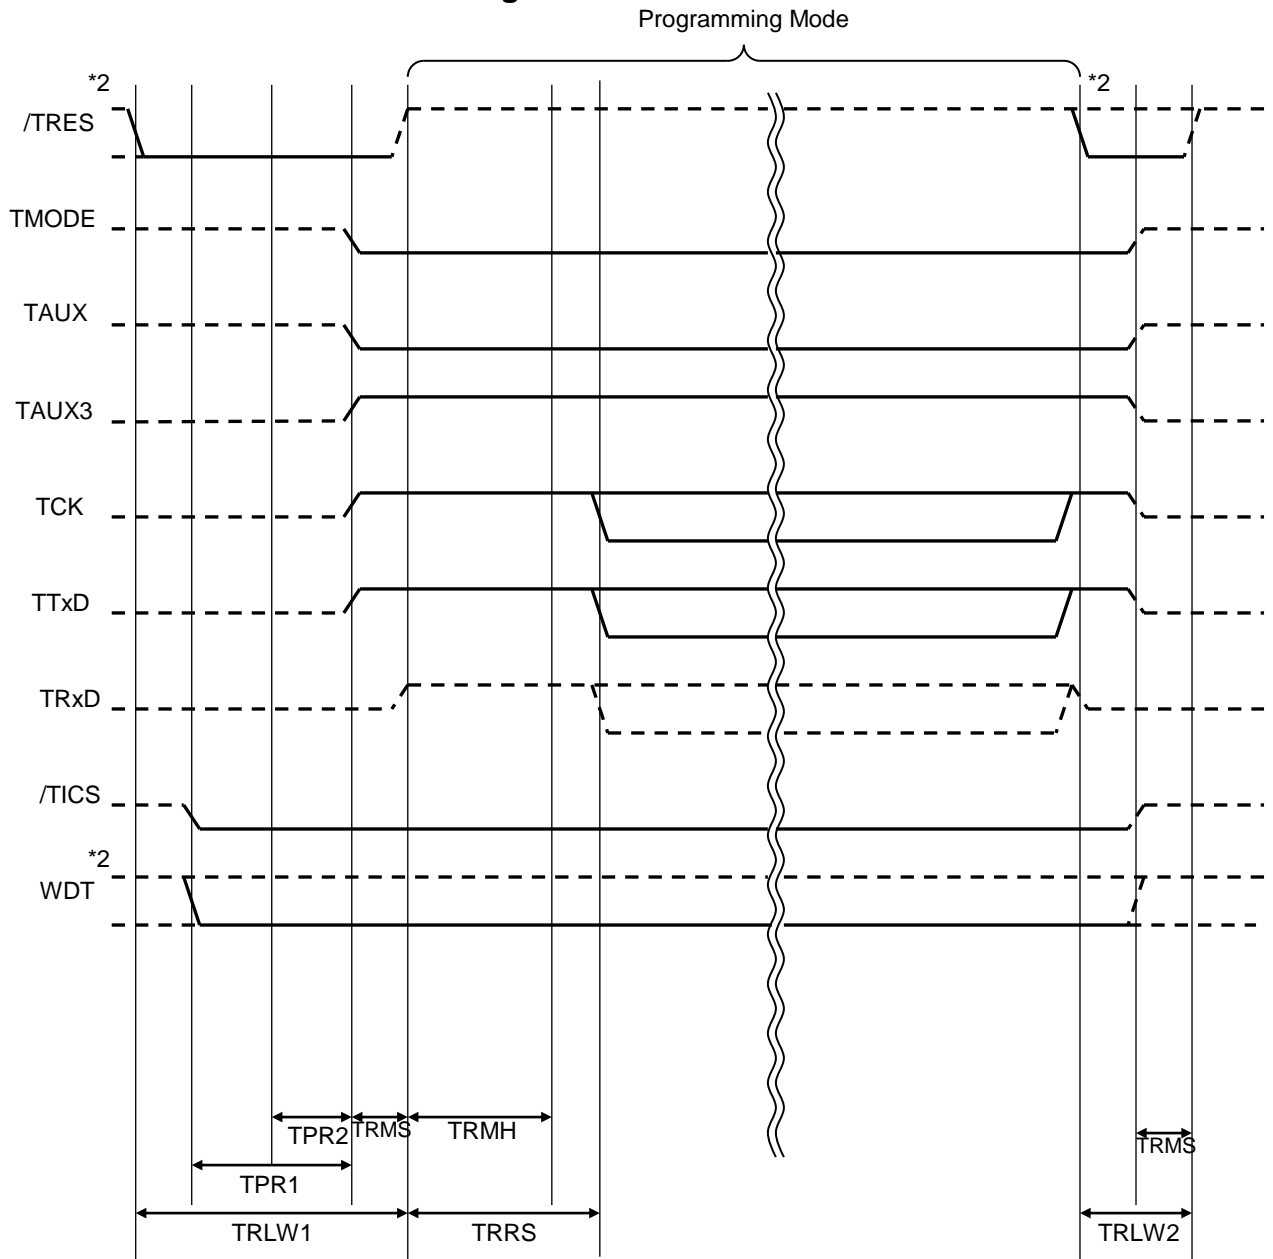 Programming Mode
*2
*2
/TRES
TMODE
TAUX
TAUX3
TCK
TTxD
TRxD
/TICS
*2
WDT
TPR2
TRMS
TRMH
TRMS
TPR1
TRLW1
TRRS
TRLW2